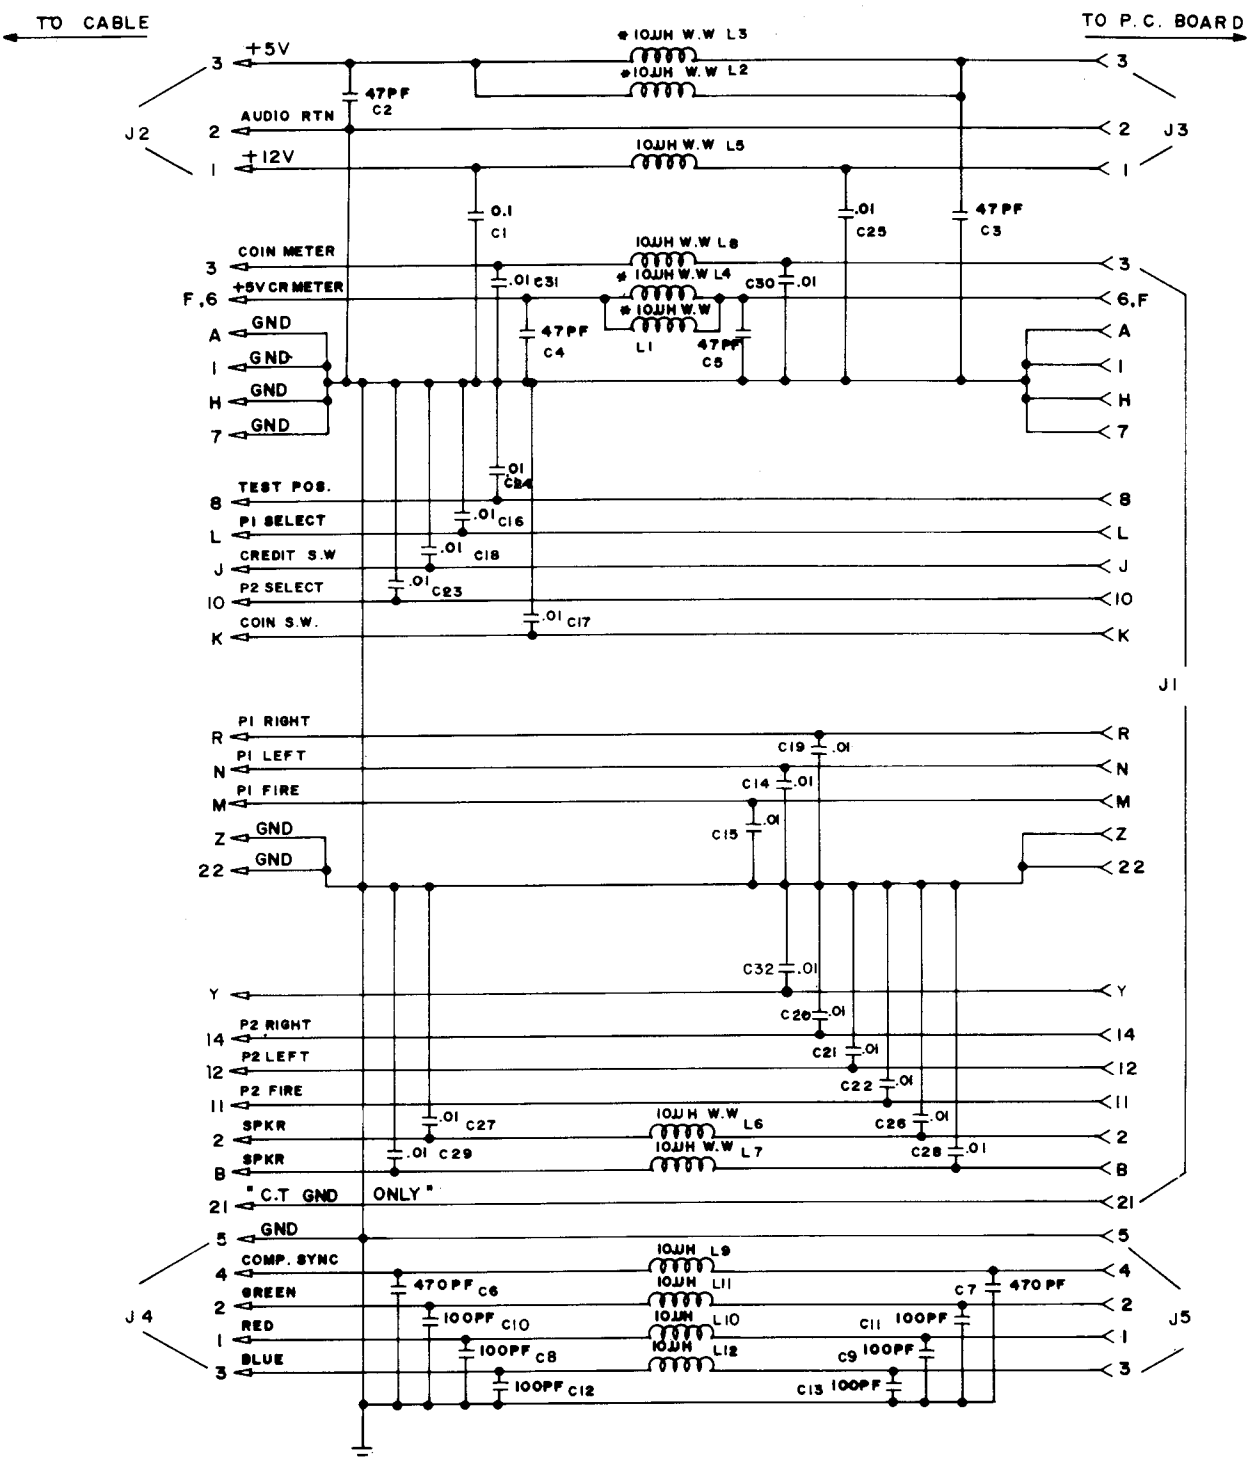 TO CABLE TO P.C. BOARD
3 +5V * 10UH W.W L3 3
* 10UH W.W L2
47PF C2
J2 2 AUDIO RTN 2 J3
1 +12V 10UH W.W L5 1
0.1 C1 .01 C25 47PF C3
3 COIN METER 10UH W.W L8 3
.01 C31 * 10UH W.W L4 C30 .01
F,6 +5V CR METER * 10UH W.W 6,F
A GND 47PF C4 L1 47PF C5 A
1 GND 1
H GND H
7 GND 7
.01 C24
8 TEST POS. 8
.01 C16
L P1 SELECT L
.01 C18
J CREDIT S.W J
.01 C23
10 P2 SELECT 10
.01 C17
K COIN S.W. K
J1
R P1 RIGHT R
C19 .01
N P1 LEFT N
C14 .01
M P1 FIRE M
C15 .01
Z GND Z
22 GND 22
C32 .01
Y Y
C20 .01
14 P2 RIGHT 14
C21 .01
12 P2 LEFT 12
C22 .01
11 P2 FIRE 11
.01 C27 10UH W.W L6 C26 .01
2 SPKR 2
.01 C29 10UH W.W L7 C28 .01
B SPKR B
21 "C.T GND ONLY" 21
5 GND 5
4 COMP. SYNC 10UH L9 4
470PF C6 10UH L11 C7 470PF
2 GREEN 2
J4 100PF C10 10UH L10 C11 100PF J5
1 RED 1
100PF C8 10UH L12 C9 100PF
3 BLUE 3
100PF C12 C13 100PF